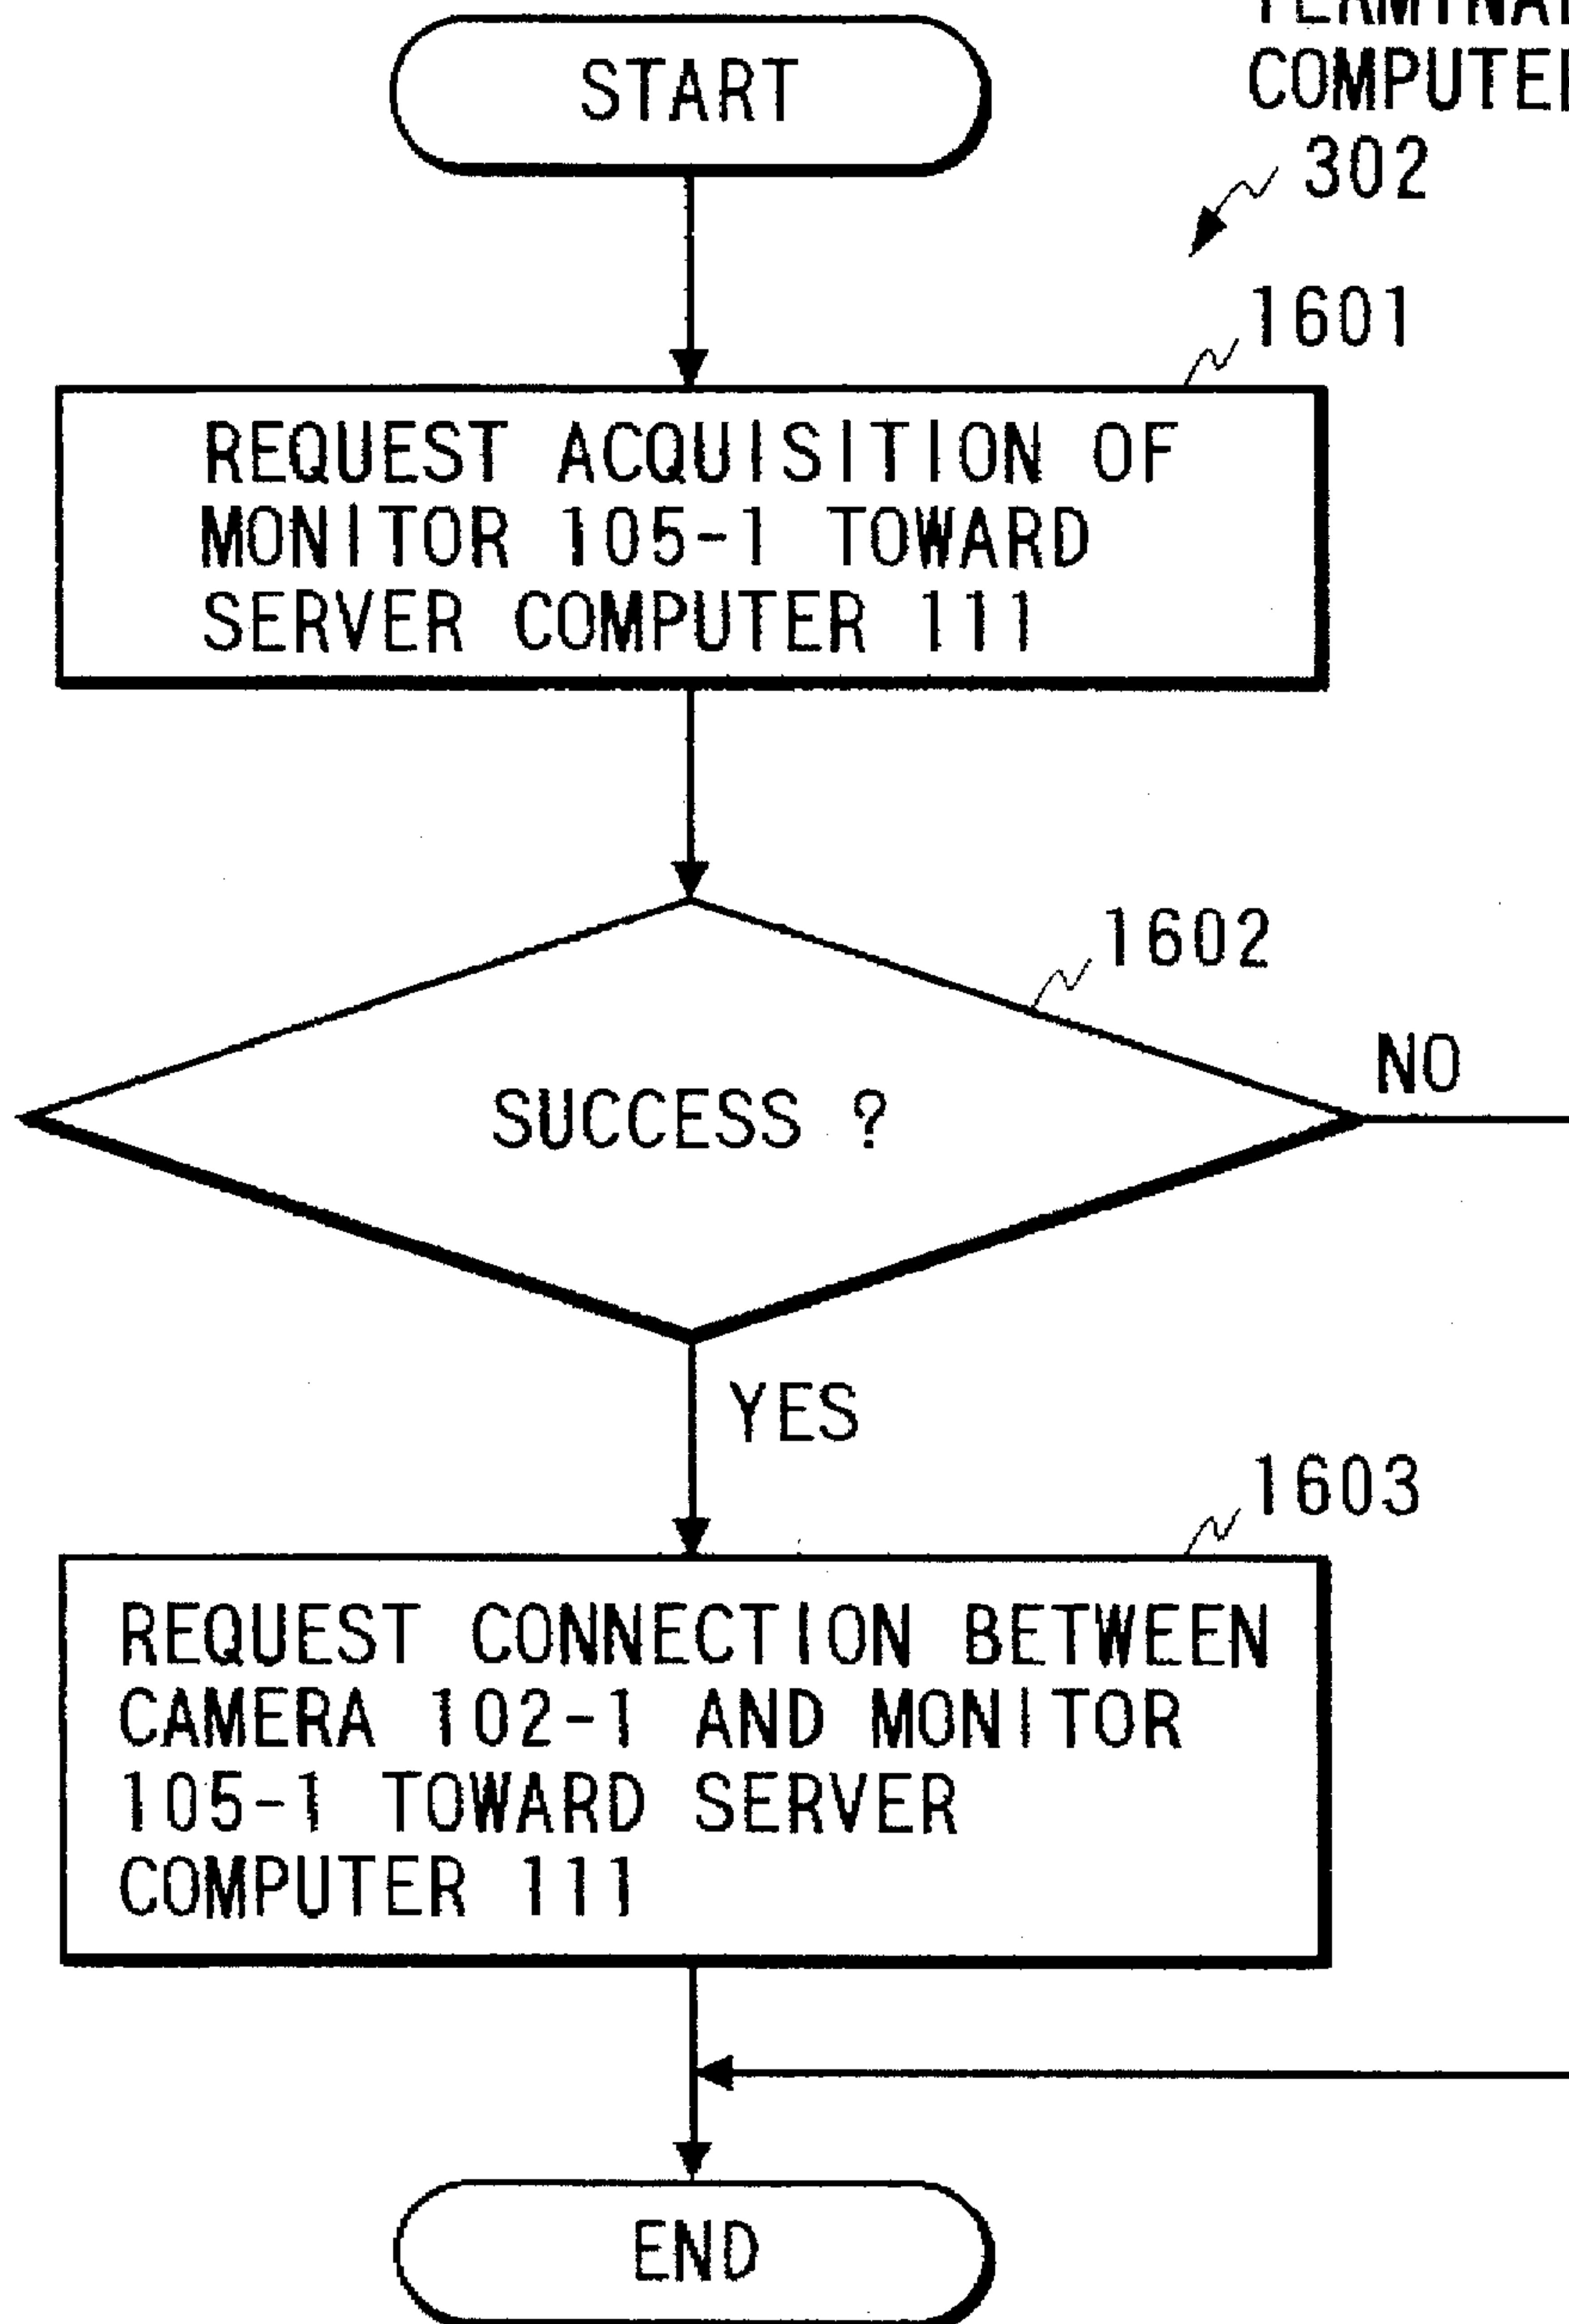 START
COMPUTER
302
1601
REQUEST ACQUISITION OF
MONITOR 105-1 TOWARD
SERVER COMPUTER 111
1602
NO
SUCCESS ?
YES
1603
REQUEST CONNECTION BETWEEN
CAMERA 102-1 AND MONITOR
105-1 TOWARD SERVER
COMPUTER 111
END